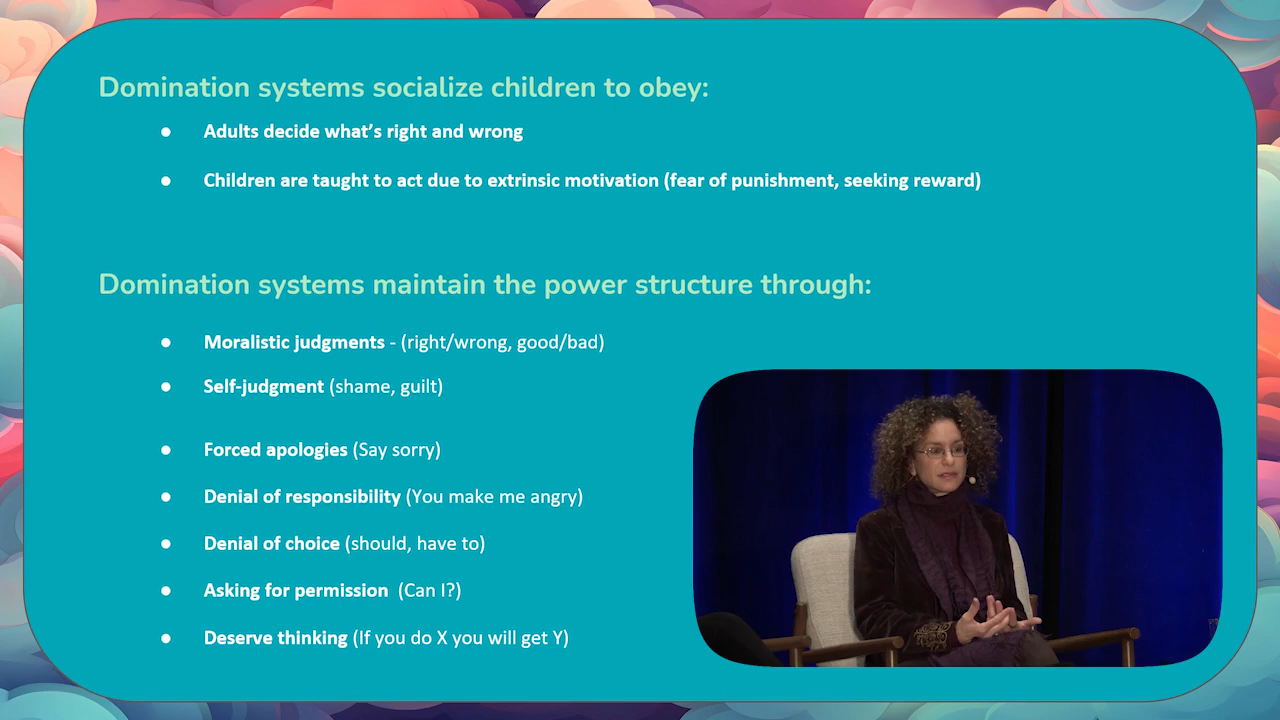 Domination systems socialize children to obey:
● Adults decide what’s right and wrong
● Children are taught to act due to extrinsic motivation (fear of punishment, seeking reward)
Domination systems maintain the power structure through:
● Moralistic judgments - (right/wrong, good/bad)
● Self-judgment (shame, guilt)
● Forced apologies (Say sorry)
● Denial of responsibility (You make me angry)
● Denial of choice (should, have to)
● Asking for permission (Can I?)
● Deserve thinking (If you do X you will get Y)